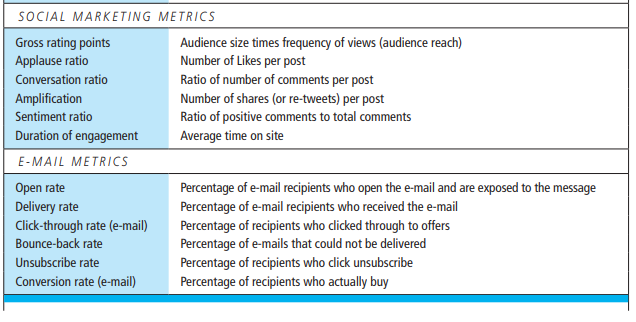 SOCIAL MARKETING METRICS
Gross rating points Audience size times frequency of views (audience reach)
Applause ratio Number of Likes per post
Conversation ratio Ratio of number of comments per post
Amplification Number of shares (or re-tweets) per post
Sentiment ratio Ratio of positive comments to total comments
Duration of engagement Average time on site
E-MAIL METRICS
Open rate Percentage of e-mail recipients who open the e-mail and are exposed to the message
Delivery rate Percentage of e-mail recipients who received the e-mail
Click-through rate (e-mail) Percentage of recipients who clicked through to offers
Bounce-back rate Percentage of e-mails that could not be delivered
Unsubscribe rate Percentage of recipients who click unsubscribe
Conversion rate (e-mail) Percentage of recipients who actually buy